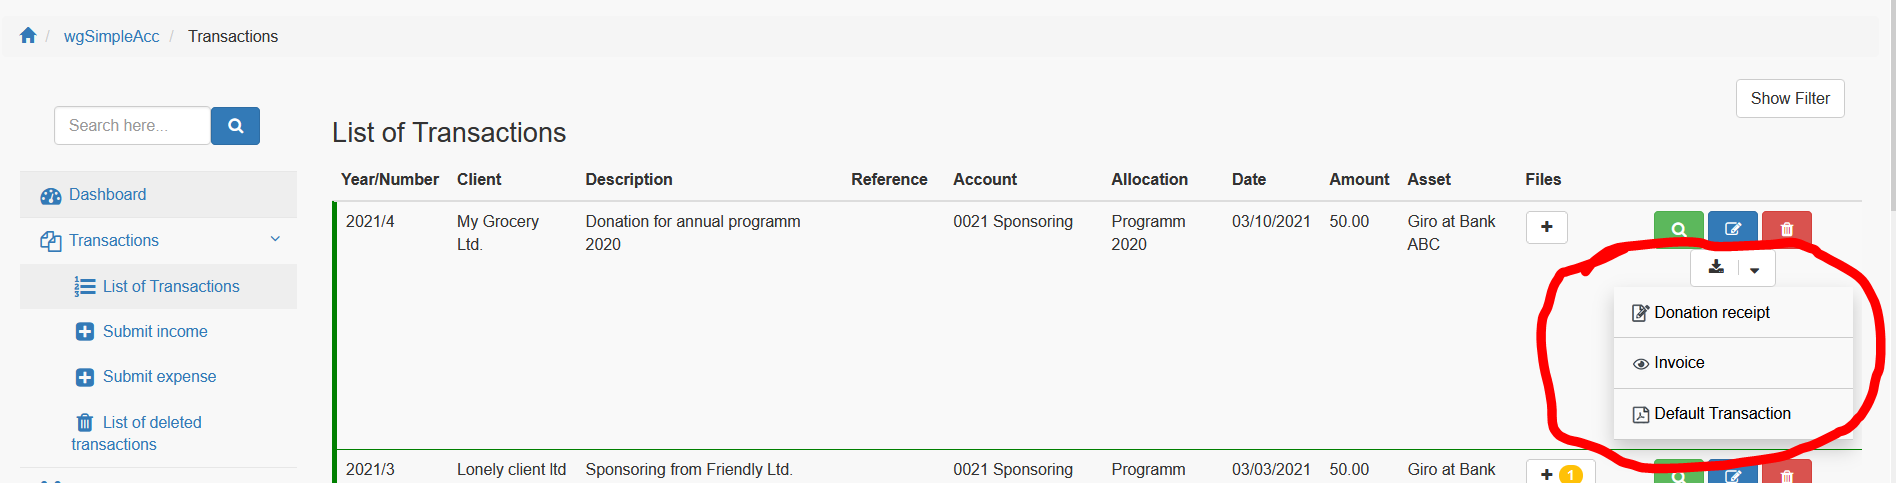 / wgSimpleAcc / Transactions
Show Filter
Search here...
List of Transactions
Dashboard
Transactions
List of Transactions
Submit income
Submit expense
List of deleted
transactions
Year/Number Client Description Reference Account Allocation Date Amount Asset Files
2021/4 My Grocery Donation for annual programm 0021 Sponsoring Programm 03/10/2021 50.00 Giro at Bank
Ltd. 2020 2020 ABC
Donation receipt
Invoice
Default Transaction
2021/3 Lonely client ltd Sponsoring from Friendly Ltd. 0021 Sponsoring Programm 03/03/2021 50.00 Giro at Bank + 1